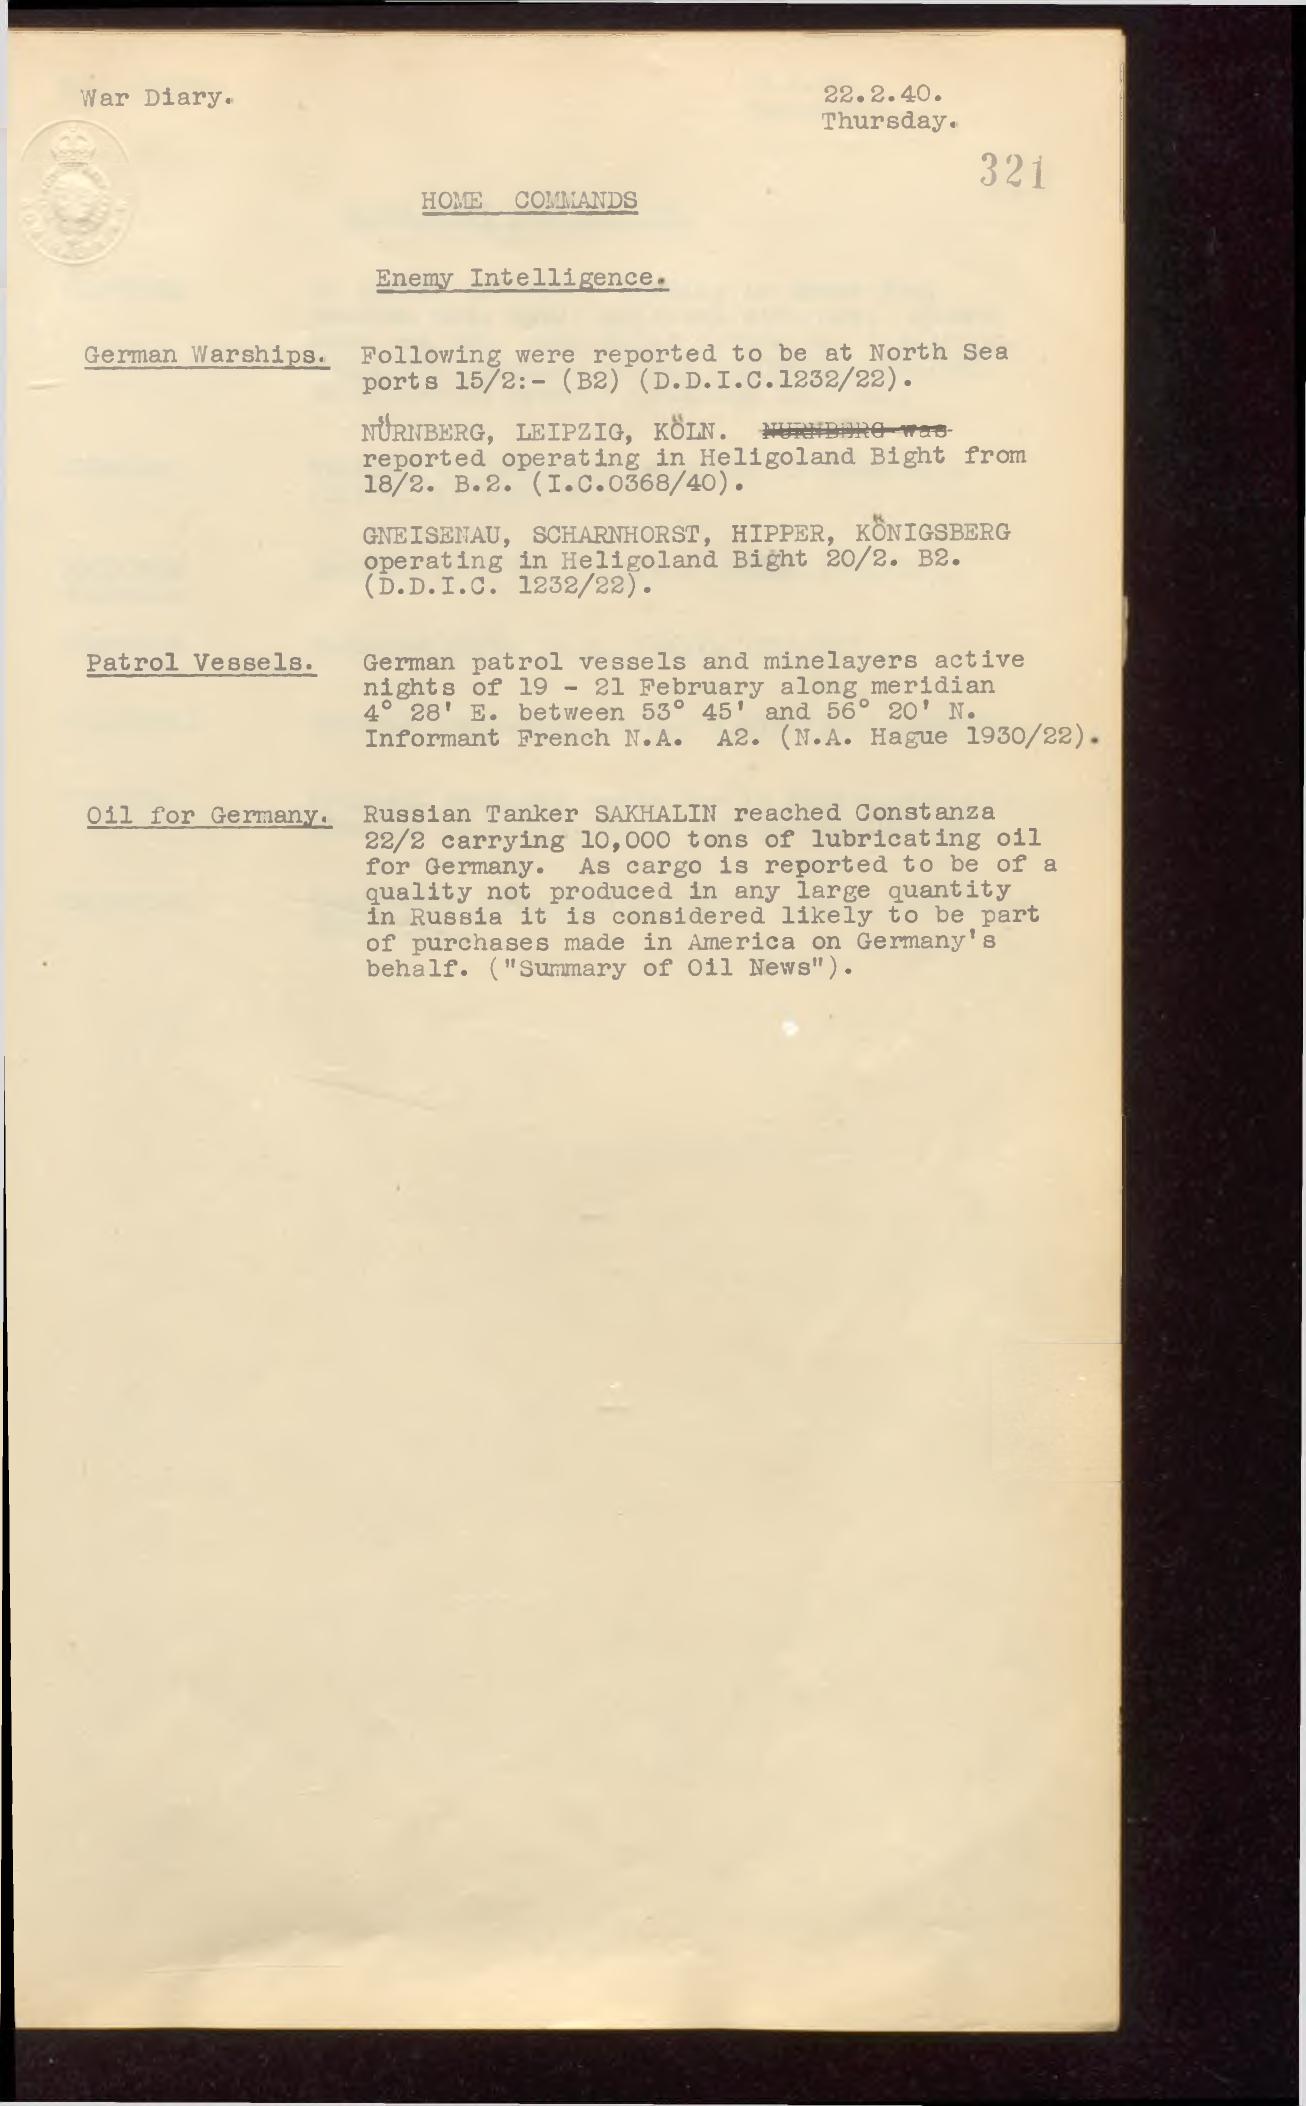 War Diary.
22.2.40.
Thursday.
321
HOME COMMANDS
Enemy Intelligence.
German Warships. Following were reported to be at North Sea
ports 15/2:- (B2) (D.D.I.C.1232/22).
NÜRNBERG, LEIPZIG, KÖLN. NURNBERG was
reported operating in Heligoland Bight from
18/2. B.2. (I.C.0368/40).
GNEISENAU, SCHARNHORST, HIPPER, KÖNIGSBERG
operating in Heligoland Bight 20/2. B2.
(D.D.I.C. 1232/22).
Patrol Vessels. German patrol vessels and minelayers active
nights of 19 - 21 February along meridian
4° 28' E. between 53° 45' and 56° 20' N.
Informant French N.A. A2. (N.A. Hague 1930/22).
Oil for Germany. Russian Tanker SAKHALIN reached Constanza
22/2 carrying 10,000 tons of lubricating oil
for Germany. As cargo is reported to be of a
quality not produced in any large quantity
in Russia it is considered likely to be part
of purchases made in America on Germany's
behalf. ("Summary of Oil News").